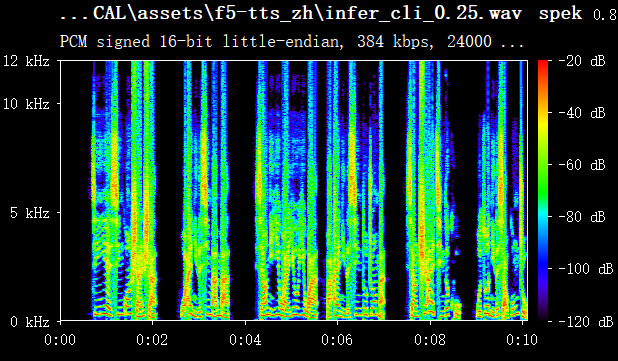 ...CAL\assets\f5-tts_zh\infer_cli_0.25.wav spek 0.8
PCM signed 16-bit little-endian, 384 kbps, 24000 ...
12 kHz
10 kHz
5 kHz
0 kHz
0:00 0:02 0:04 0:06 0:08 0:10
-20 dB
-40 dB
-60 dB
-80 dB
-100 dB
-120 dB